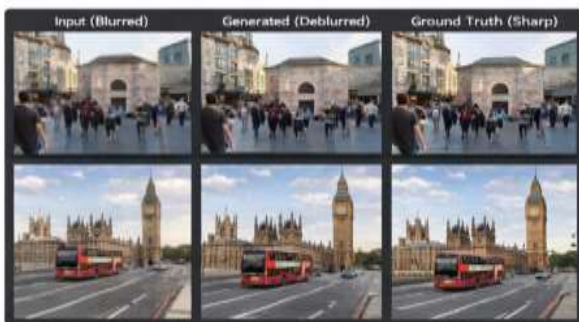 Input (Blurred)
Generated (Deblurred)
Ground Truth (Sharp)